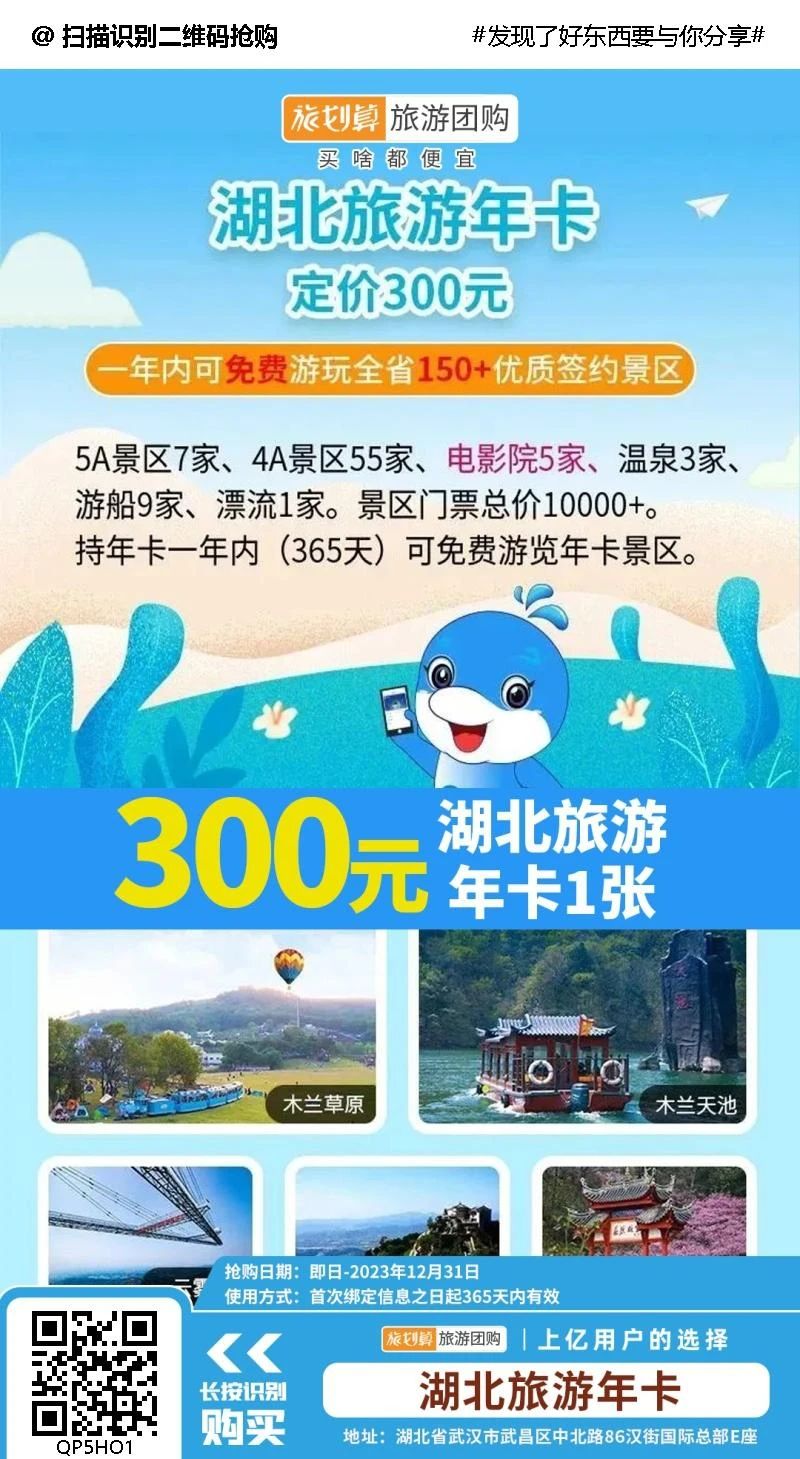 @ 扫描识别二维码抢购
#发现了好东西要与你分享#
旅划算 旅游团购
买啥都便宜
湖北旅游年卡
定价300元
一年内可免费游玩全省150+优质签约景区
5A景区7家、4A景区55家、电影院5家、温泉3家、
游船9家、漂流1家。景区门票总价10000+。
持年卡一年内（365天）可免费游览年卡景区。
300元
湖北旅游
年卡1张
木兰草原
木兰天池
抢购日期：即日-2023年12月31日
使用方式：首次绑定信息之日起365天内有效
旅划算 旅游团购 | 上亿用户的选择
长按识别
购买
湖北旅游年卡
QP5HO1
地址：湖北省武汉市武昌区中北路86汉街国际总部E座